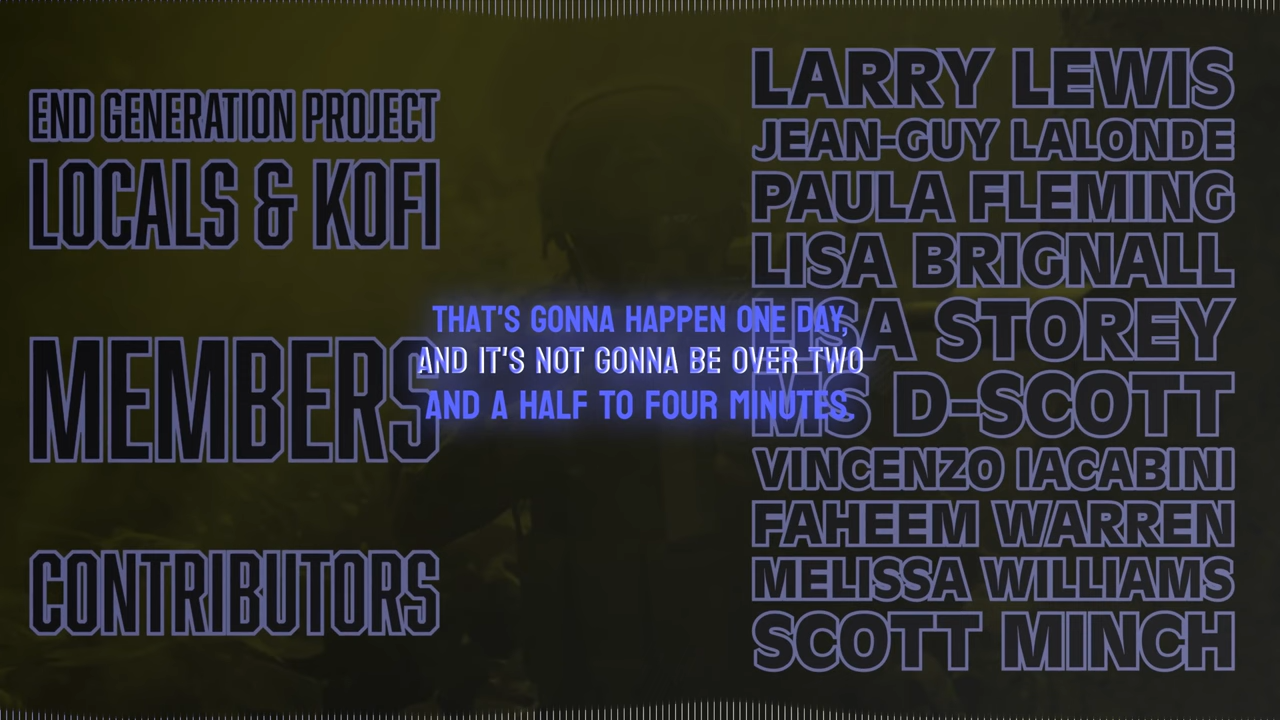 END GENERATION PROJECT
LOCALS & KOFI
MEMBERS
CONTRIBUTORS
THAT'S GONNA HAPPEN ONE DAY,
AND IT'S NOT GONNA BE OVER TWO
AND A HALF TO FOUR MINUTES.
LARRY LEWIS
JEAN-GUY LALONDE
PAULA FLEMING
LISA BRIGNALL
LISA STOREY
MS D-SCOTT
VINCENZO IACABINI
FAHEEM WARREN
MELISSA WILLIAMS
SCOTT MINCH